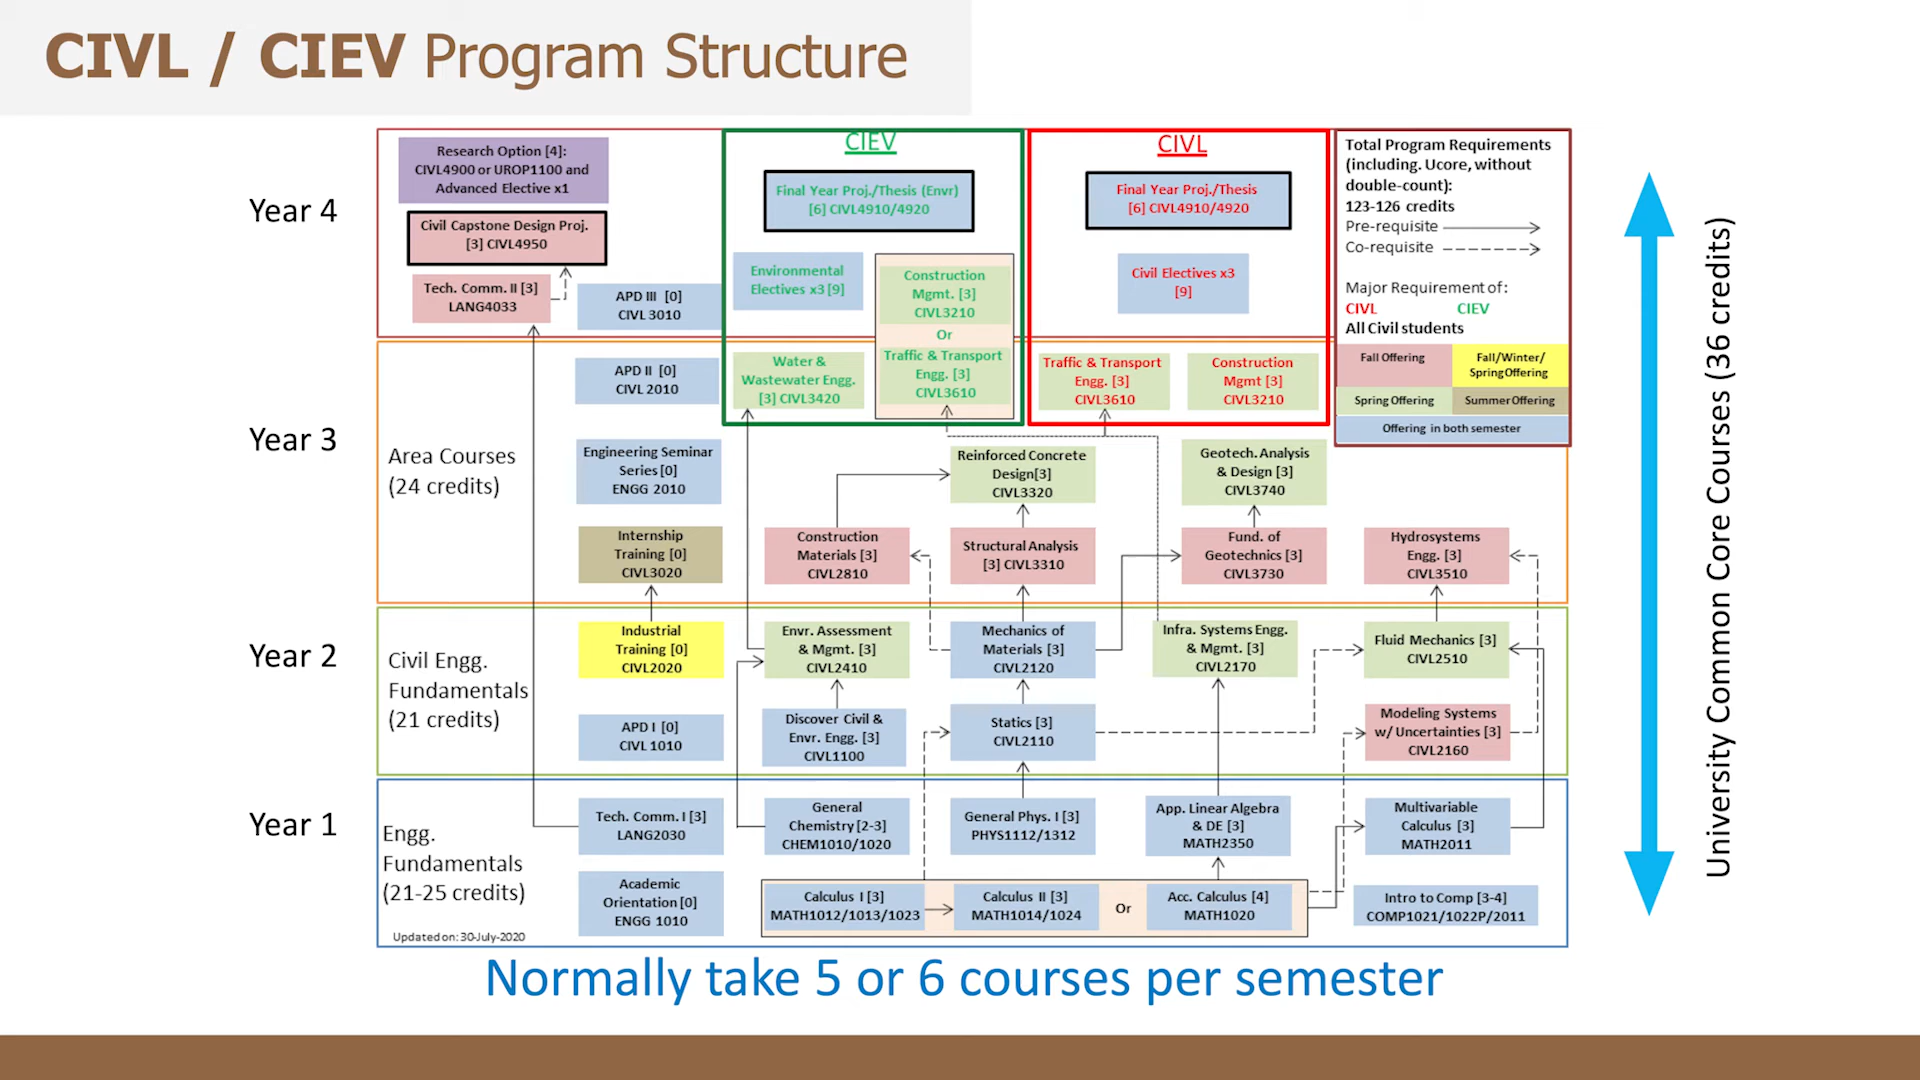 CIVL / CIEV Program Structure
Year 4
Research Option [4]:
CIVL4900 or UROP1100 and
Advanced Elective x1
Civil Capstone Design Proj.
[3] CIVL4950
Tech. Comm. II [3]
LANG4033
APD III [0]
CIVL 3010
CIEV
Final Year Proj./Thesis (Envr)
[6] CIVL4910/4920
Environmental
Electives x3 [9]
Construction
Mgmt. [3]
CIVL3210
Or
Traffic & Transport
Engg. [3]
CIVL3610
Water &
Wastewater Engg.
[3] CIVL3420
CIVL
Final Year Proj./Thesis
[6] CIVL4910/4920
Civil Electives x3
[9]
Traffic & Transport
Engg. [3]
CIVL3610
Construction
Mgmt [3]
CIVL3210
Total Program Requirements
(including. Ucore, without
double-count):
123-126 credits
Pre-requisite
Co-requisite
Major Requirement of:
CIVL CIEV
All Civil students
Fall Offering
Fall/Winter/
Spring Offering
Spring Offering
Summer Offering
Offering in both semester
Year 3
Area Courses
(24 credits)
APD II [0]
CIVL 2010
Engineering Seminar
Series [0]
ENGG 2010
Internship
Training [0]
CIVL3020
Reinforced Concrete
Design[3]
CIVL3320
Geotech. Analysis
& Design [3]
CIVL3740
Construction
Materials [3]
CIVL2810
Structural Analysis
[3] CIVL3310
Fund. of
Geotechnics [3]
CIVL3730
Hydrosystems
Engg. [3]
CIVL3510
Year 2
Civil Engg.
Fundamentals
(21 credits)
Industrial
Training [0]
CIVL2020
Envr. Assessment
& Mgmt. [3]
CIVL2410
Mechanics of
Materials [3]
CIVL2120
Infra. Systems Engg.
& Mgmt. [3]
CIVL2170
Fluid Mechanics [3]
CIVL2510
APD I [0]
CIVL 1010
Discover Civil &
Envr. Engg. [3]
CIVL1100
Statics [3]
CIVL2110
Modeling Systems
w/ Uncertainties [3]
CIVL2160
Year 1
Engg.
Fundamentals
(21-25 credits)
Tech. Comm. I [3]
LANG2030
General
Chemistry [2-3]
CHEM1010/1020
General Phys. I [3]
PHYS1112/1312
App. Linear Algebra
& DE [3]
MATH2350
Multivariable
Calculus [3]
MATH2011
Academic
Orientation [0]
ENGG 1010
Calculus I [3]
MATH1012/1013/1023
Calculus II [3]
MATH1014/1024
Or
Acc. Calculus [4]
MATH1020
Intro to Comp [3-4]
COMP1021/1022P/2011
Updated on: 30-July-2020
University Common Core Courses (36 credits)
Normally take 5 or 6 courses per semester